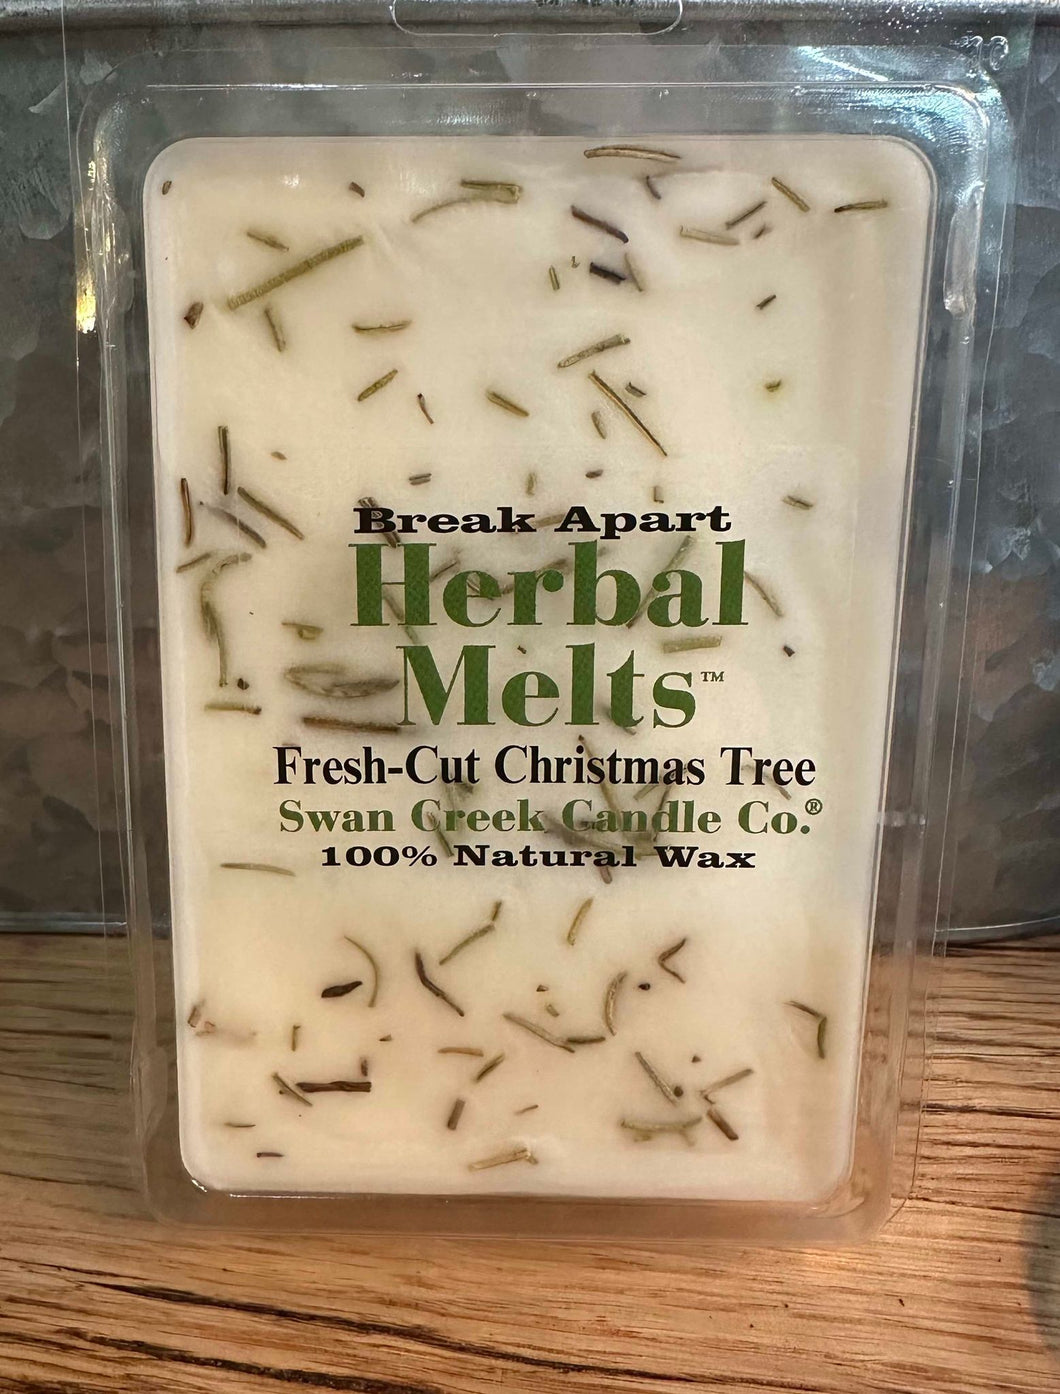 Break Apart
Herbal
Melts™
Fresh-Cut Christmas Tree
Swan Creek Candle Co.®
100% Natural Wax